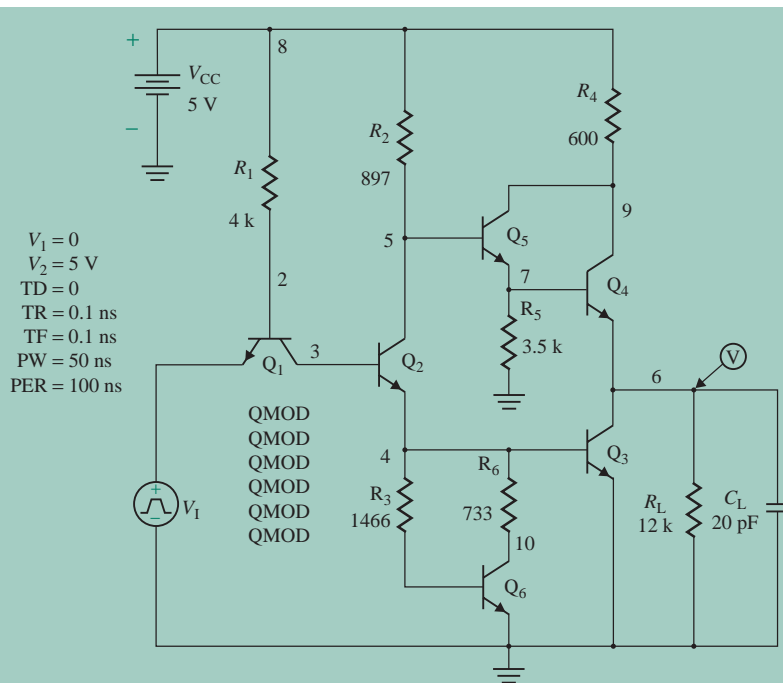 +
8
V_CC
5 V
−
R_1
4 k
R_2
897
R_4
600
V_1 = 0
V_2 = 5 V
TD = 0
TR = 0.1 ns
TF = 0.1 ns
PW = 50 ns
PER = 100 ns
5
Q_5
9
2
7
Q_4
R_5
3.5 k
3
Q_1
Q_2
6
V
QMOD
QMOD
QMOD
QMOD
QMOD
QMOD
4
R_3
1466
R_6
733
Q_3
+
−
V_I
10
Q_6
R_L
12 k
C_L
20 pF